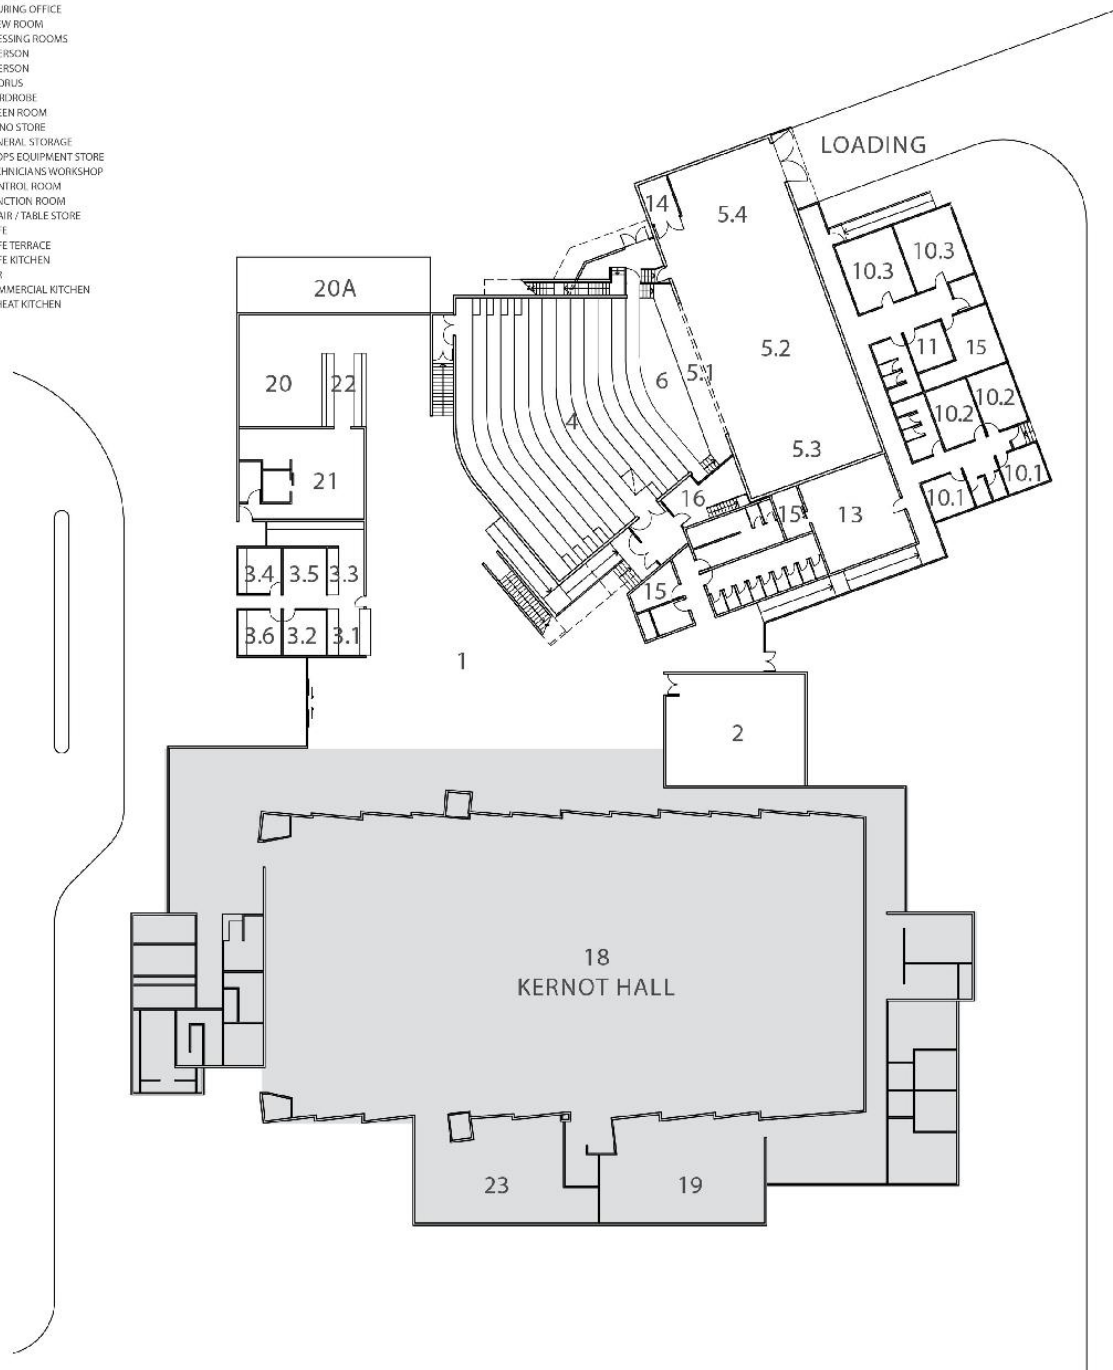 URING OFFICE
EW ROOM
ESSING ROOMS
ERSON
ERSON
ORUS
RDROBE
EEN ROOM
NO STORE
NERAL STORAGE
OPS EQUIPMENT STORE
CHNICIANS WORKSHOP
NTROL ROOM
NCTION ROOM
AIR / TABLE STORE
FE
FE TERRACE
FE KITCHEN
R
MMERCIAL KITCHEN
HEAT KITCHEN
LOADING
14
5.4
10.3
10.3
20A
5.2
11
15
20
22
6
5.1
10.2
10.2
4
5.3
21
16
10.1
10.1
15
13
3.4
3.5
3.3
15
3.6
3.2
3.1
1
2
18
KERNOT HALL
23
19